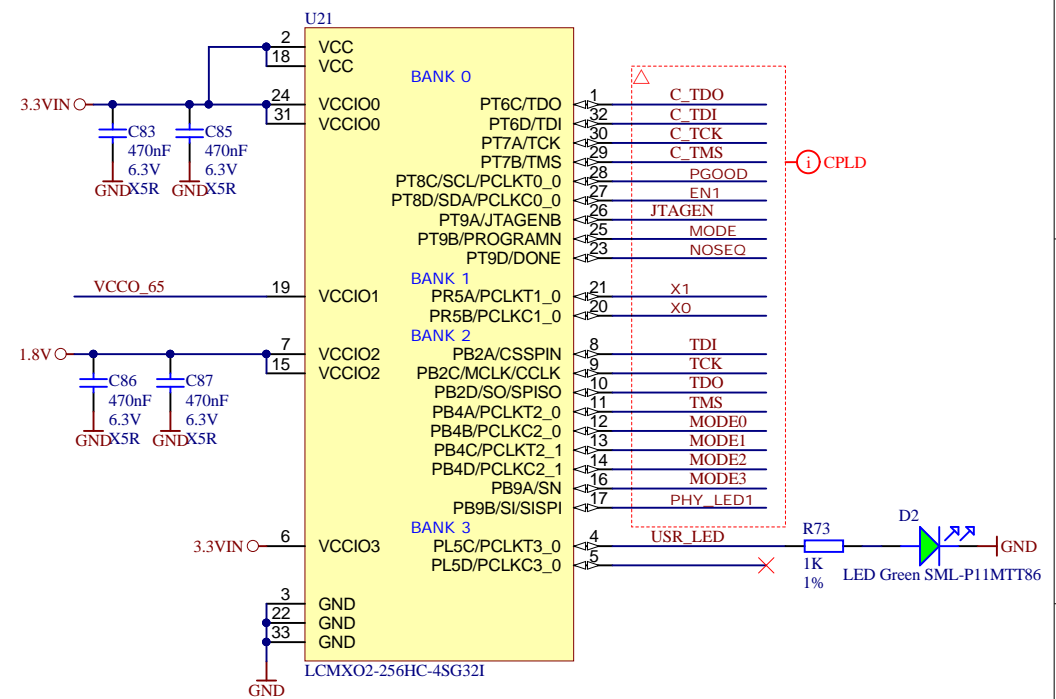 U21
2 VCC
18 VCC
BANK 0
3.3VIN 24 VCCIO0 PT6C/TDO 1 C_TDO
31 VCCIO0 PT6D/TDI 32 C_TDI
C83 C85 PT7A/TCK 30 C_TCK
470nF 470nF PT7B/TMS 29 C_TMS
i CPLD
6.3V 6.3V PT8C/SCL/PCLKT0_0 28 PGOOD
GND X5R GND X5R PT8D/SDA/PCLKC0_0 27 EN1
PT9A/JTAGENB 26 JTAGEN
PT9B/PROGRAMN 25 MODE
PT9D/DONE 23 NOSEQ
BANK 1
VCCO_65 19 VCCIO1 PR5A/PCLKT1_0 21 X1
PR5B/PCLKC1_0 20 X0
BANK 2
1.8V 7 VCCIO2 PB2A/CSSPIN 8 TDI
15 VCCIO2 PB2C/MCLK/CCLK 9 TCK
C86 C87 PB2D/SO/SPISO 10 TDO
470nF 470nF PB4A/PCLKT2_0 11 TMS
6.3V 6.3V PB4B/PCLKC2_0 12 MODE0
GND X5R GND X5R PB4C/PCLKT2_1 13 MODE1
PB4D/PCLKC2_1 14 MODE2
PB9A/SN 16 MODE3
PB9B/SI/SISPI 17 PHY_LED1
BANK 3
3.3VIN 6 VCCIO3 PL5C/PCLKT3_0 4 USR_LED R73 D2 GND
PL5D/PCLKC3_0 5 1K LED Green SML-P11MTT86
1%
3 GND
22 GND
33 GND
LCMXO2-256HC-4SG32I
GND